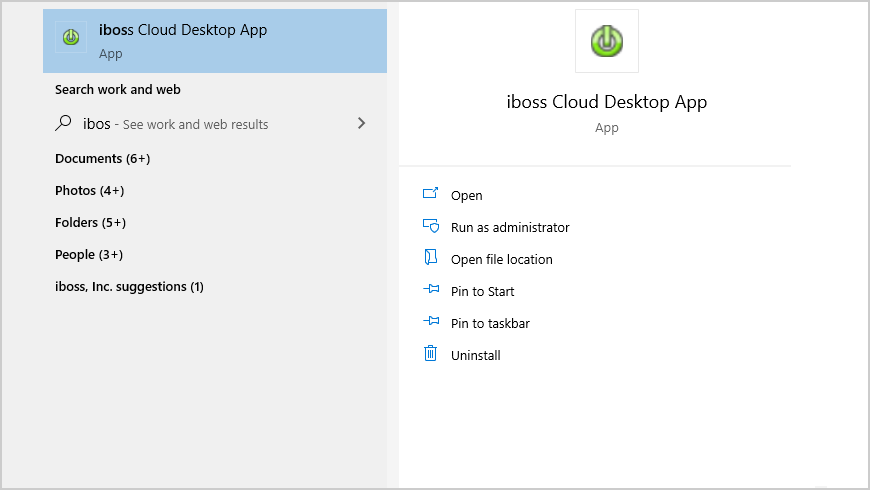 iboss Cloud Desktop App
App
Search work and web
ibos - See work and web results
Documents (6+)
Photos (4+)
Folders (5+)
People (3+)
iboss, Inc. suggestions (1)
iboss Cloud Desktop App
App
Open
Run as administrator
Open file location
Pin to Start
Pin to taskbar
Uninstall